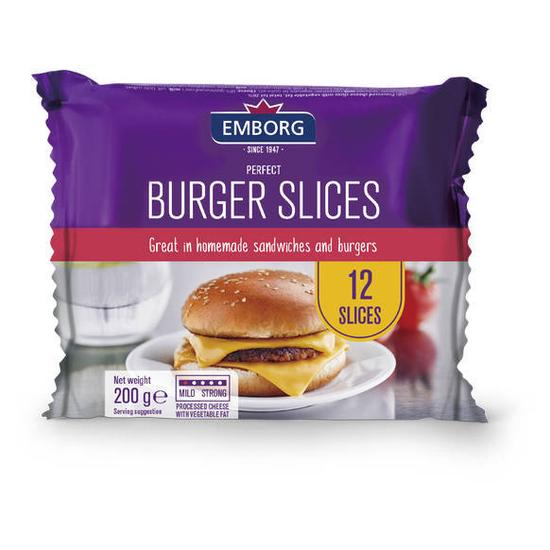 EMBORG
· SINCE 1947 ·
PERFECT
BURGER SLICES
Great in homemade sandwiches and burgers
12
SLICES
Net weight
200 g℮
Serving suggestion
MILD STRONG
PROCESSED CHEESE
WITH VEGETABLE FAT